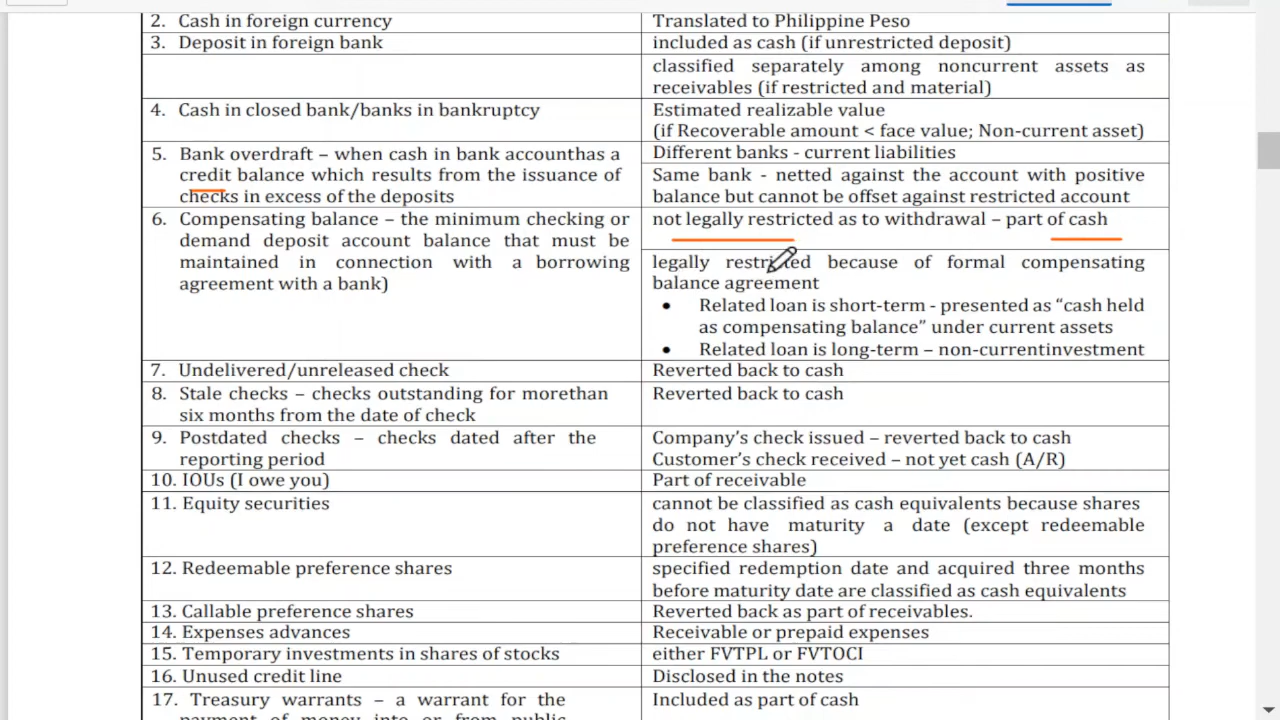 2. Cash in foreign currency
Translated to Philippine Peso
3. Deposit in foreign bank
included as cash (if unrestricted deposit)
classified separately among noncurrent assets as
receivables (if restricted and material)
4. Cash in closed bank/banks in bankruptcy
Estimated realizable value
(if Recoverable amount < face value; Non-current asset)
5. Bank overdraft – when cash in bank accounthas a
credit balance which results from the issuance of
checks in excess of the deposits
Different banks - current liabilities
Same bank - netted against the account with positive
balance but cannot be offset against restricted account
6. Compensating balance – the minimum checking or
demand deposit account balance that must be
maintained in connection with a borrowing
agreement with a bank)
not legally restricted as to withdrawal – part of cash
legally restricted because of formal compensating
balance agreement
• Related loan is short-term - presented as “cash held
as compensating balance” under current assets
• Related loan is long-term – non-currentinvestment
7. Undelivered/unreleased check
Reverted back to cash
8. Stale checks – checks outstanding for morethan
six months from the date of check
Reverted back to cash
9. Postdated checks – checks dated after the
reporting period
Company’s check issued – reverted back to cash
Customer’s check received – not yet cash (A/R)
10. IOUs (I owe you)
Part of receivable
11. Equity securities
cannot be classified as cash equivalents because shares
do not have maturity a date (except redeemable
preference shares)
12. Redeemable preference shares
specified redemption date and acquired three months
before maturity date are classified as cash equivalents
13. Callable preference shares
Reverted back as part of receivables.
14. Expenses advances
Receivable or prepaid expenses
15. Temporary investments in shares of stocks
either FVTPL or FVTOCI
16. Unused credit line
Disclosed in the notes
17. Treasury warrants – a warrant for the
payment of money into or from public
Included as part of cash